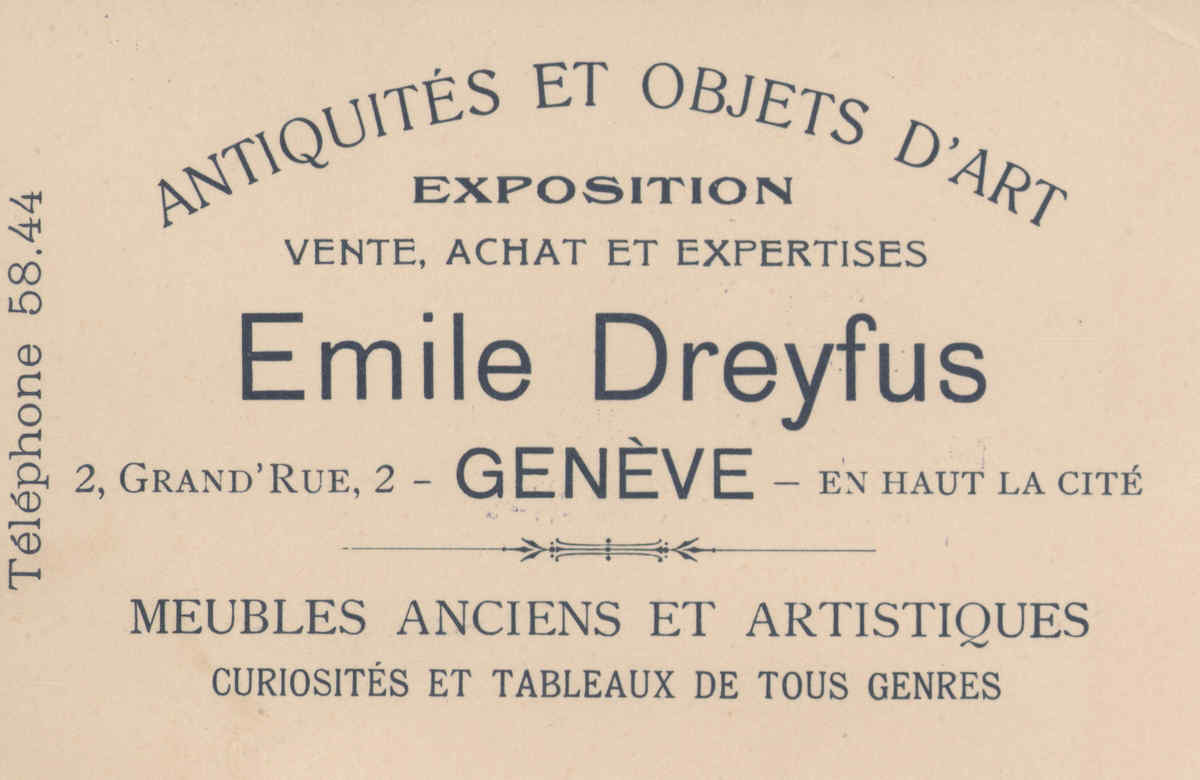 ANTIQUITÉS ET OBJETS D'ART
EXPOSITION
VENTE, ACHAT ET EXPERTISES
Emile Dreyfus
2, GRAND'RUE, 2 - GENÈVE - EN HAUT LA CITÉ
MEUBLES ANCIENS ET ARTISTIQUES
CURIOSITÉS ET TABLEAUX DE TOUS GENRES
Téléphone 58.44